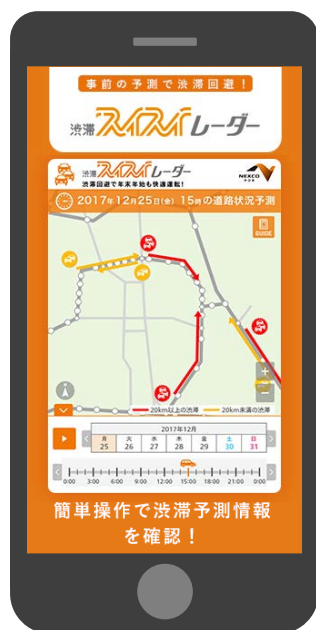 事前の予測で渋滞回避！
渋滞スイスイレーダー
渋滞スイスイレーダー
渋滞回避で年末年始も快適運転！
NEXCO
2017年12月25日(金) 15時の道路状況予測
GUIDE
+
−
20km以上の渋滞 20km未満の渋滞
2017年12月
月 火 水 木 金 土 日
25 26 27 28 29 30 31
0:00 3:00 6:00 9:00 12:00 15:00 18:00 21:00 0:00
簡単操作で渋滞予測情報
を確認！